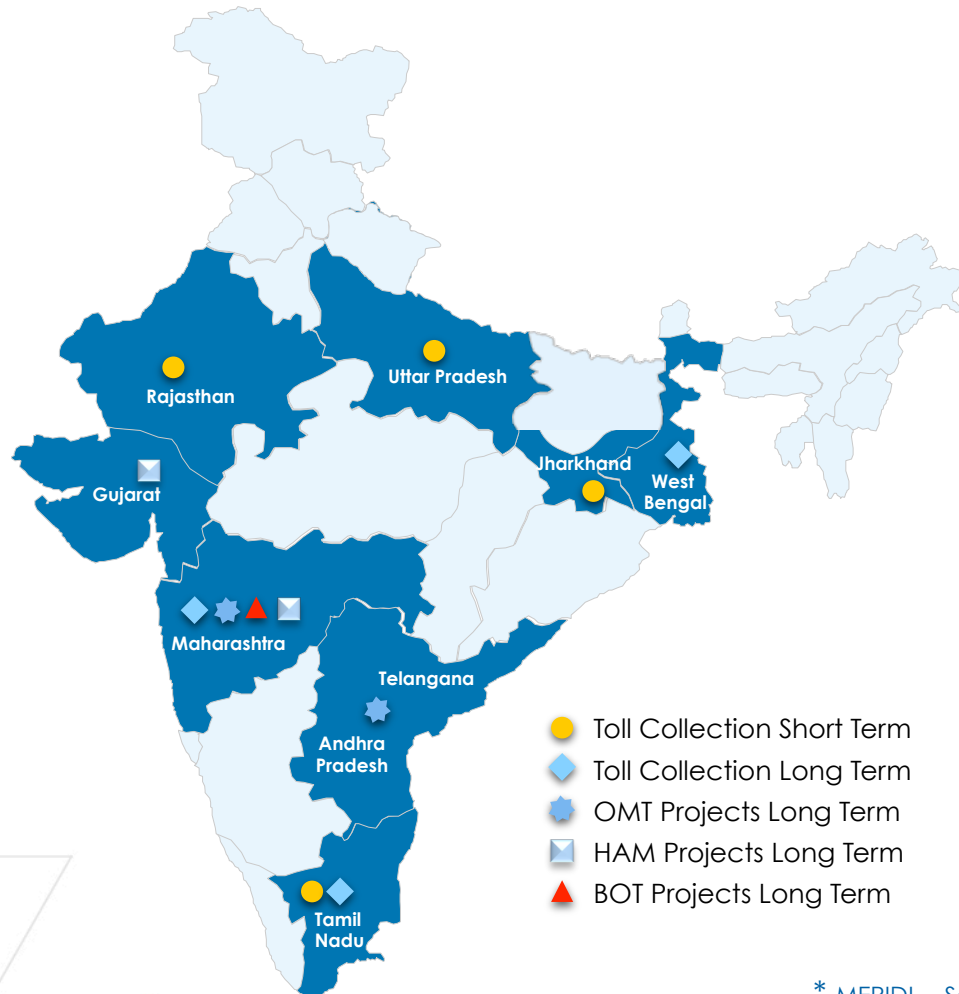 Rajasthan
Uttar Pradesh
Gujarat
Jharkhand
West
Bengal
Maharashtra
Telangana
Andhra
Pradesh
Tamil
Nadu
Toll Collection Short Term
Toll Collection Long Term
OMT Projects Long Term
HAM Projects Long Term
BOT Projects Long Term
*